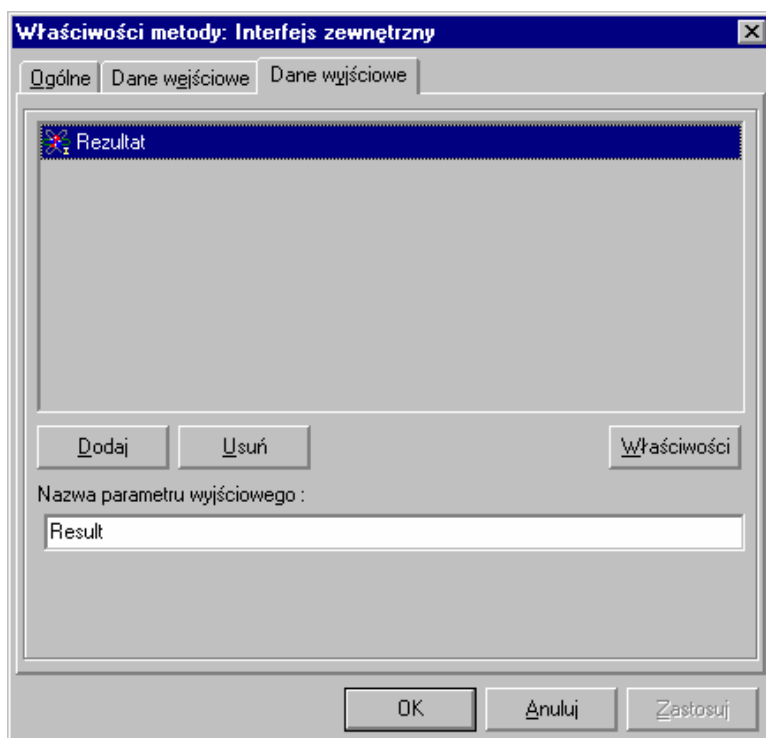 Właściwości metody: Interfejs zewnętrzny
Ogólne Dane wejściowe Dane wyjściowe
Rezultat
Dodaj Usuń Właściwości
Nazwa parametru wyjściowego :
Result
OK Anuluj Zastosuj